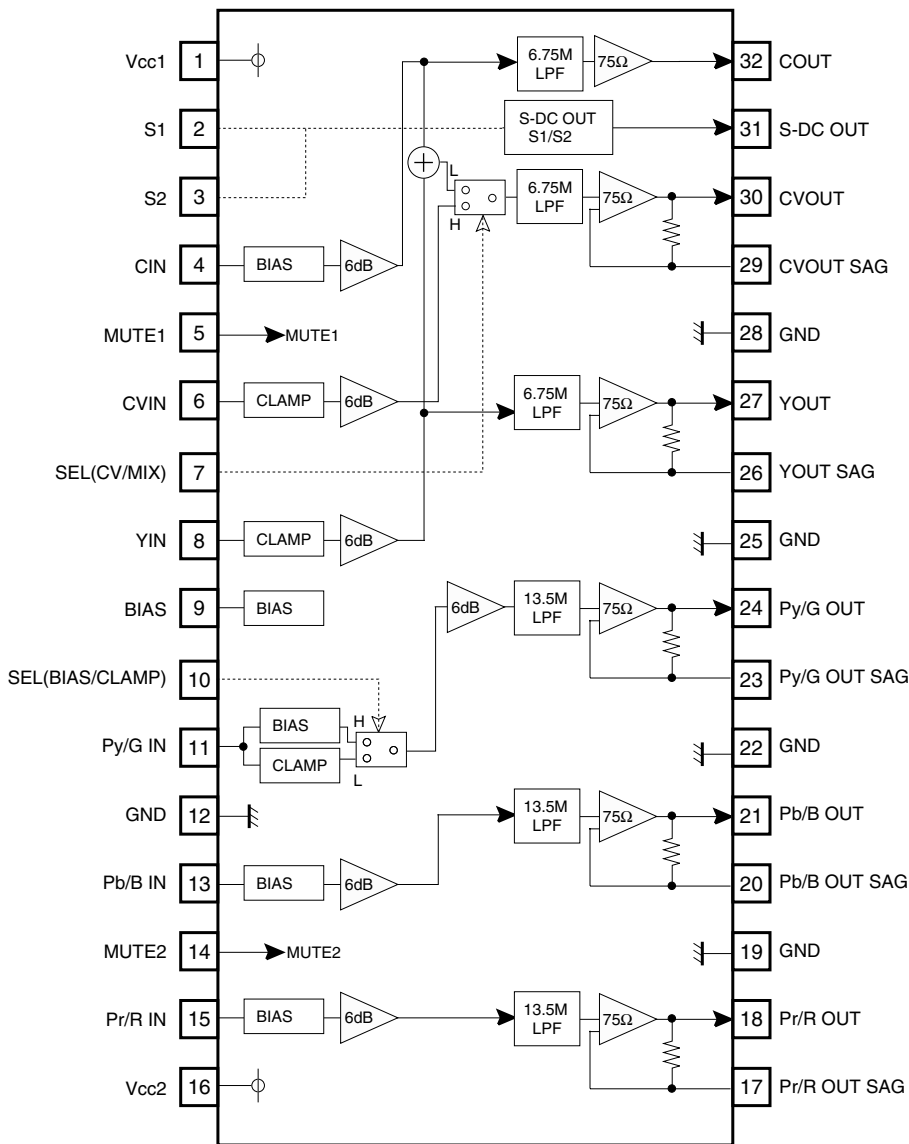 Vcc1 1 6.75M LPF 75Ω 32 COUT
S1 2 S-DC OUT S1/S2 31 S-DC OUT
S2 3 L H 6.75M LPF 75Ω 30 CVOUT
CIN 4 BIAS 6dB 29 CVOUT SAG
MUTE1 5 MUTE1 28 GND
CVIN 6 CLAMP 6dB 6.75M LPF 75Ω 27 YOUT
SEL(CV/MIX) 7 26 YOUT SAG
YIN 8 CLAMP 6dB 25 GND
BIAS 9 BIAS 6dB 13.5M LPF 75Ω 24 Py/G OUT
SEL(BIAS/CLAMP) 10 23 Py/G OUT SAG
Py/G IN 11 BIAS CLAMP H L 22 GND
GND 12 13.5M LPF 75Ω 21 Pb/B OUT
Pb/B IN 13 BIAS 6dB 20 Pb/B OUT SAG
MUTE2 14 MUTE2 19 GND
Pr/R IN 15 BIAS 6dB 13.5M LPF 75Ω 18 Pr/R OUT
Vcc2 16 17 Pr/R OUT SAG